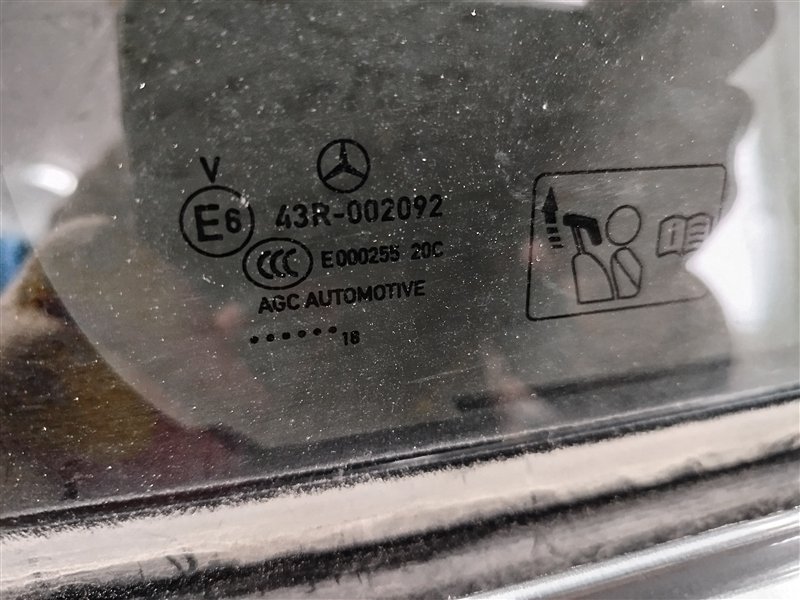 V
E6 43R-002092
CCC E000255 20C
AGC AUTOMOTIVE
...... 18
i